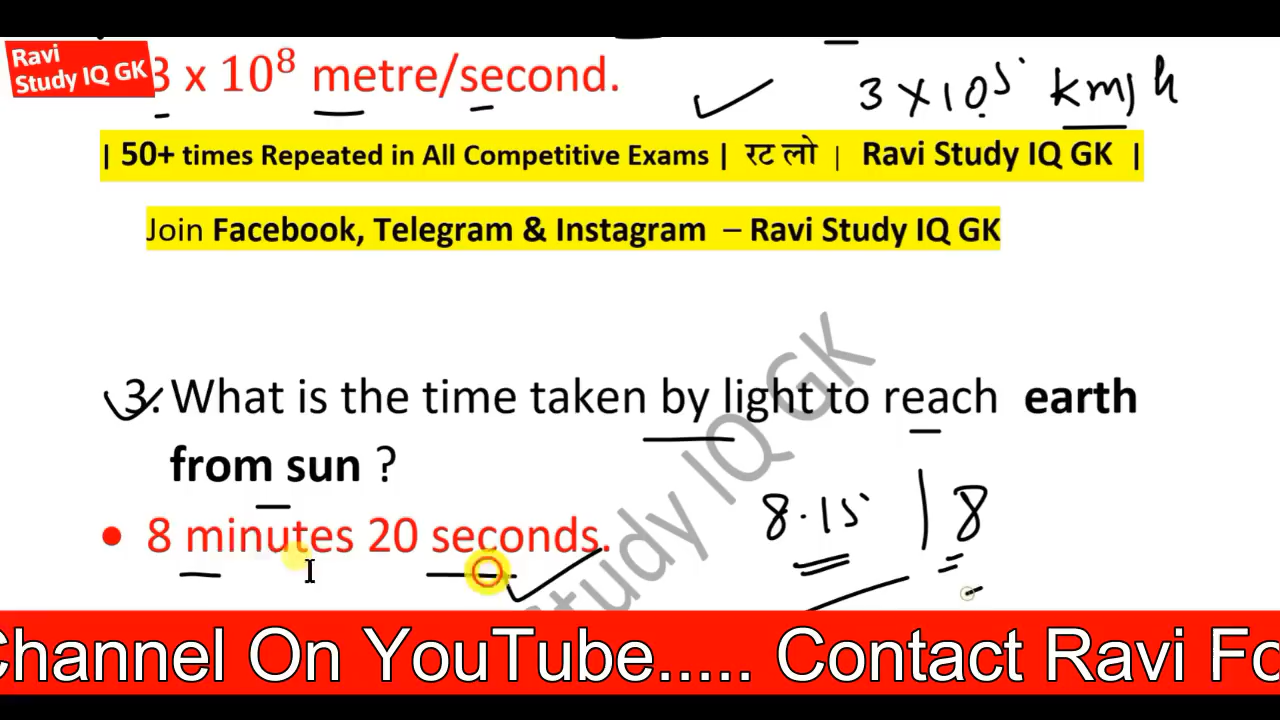 Ravi
Study IQ GK
3 x 10⁸ metre/second.
3 x 10⁵ km/h
| 50+ times Repeated in All Competitive Exams | रट लो | Ravi Study IQ GK |
Join Facebook, Telegram & Instagram – Ravi Study IQ GK
3. What is the time taken by light to reach earth
from sun ?
8.15 | 8
• 8 minutes 20 seconds.
Study IQ GK
Channel On YouTube..... Contact Ravi Fo